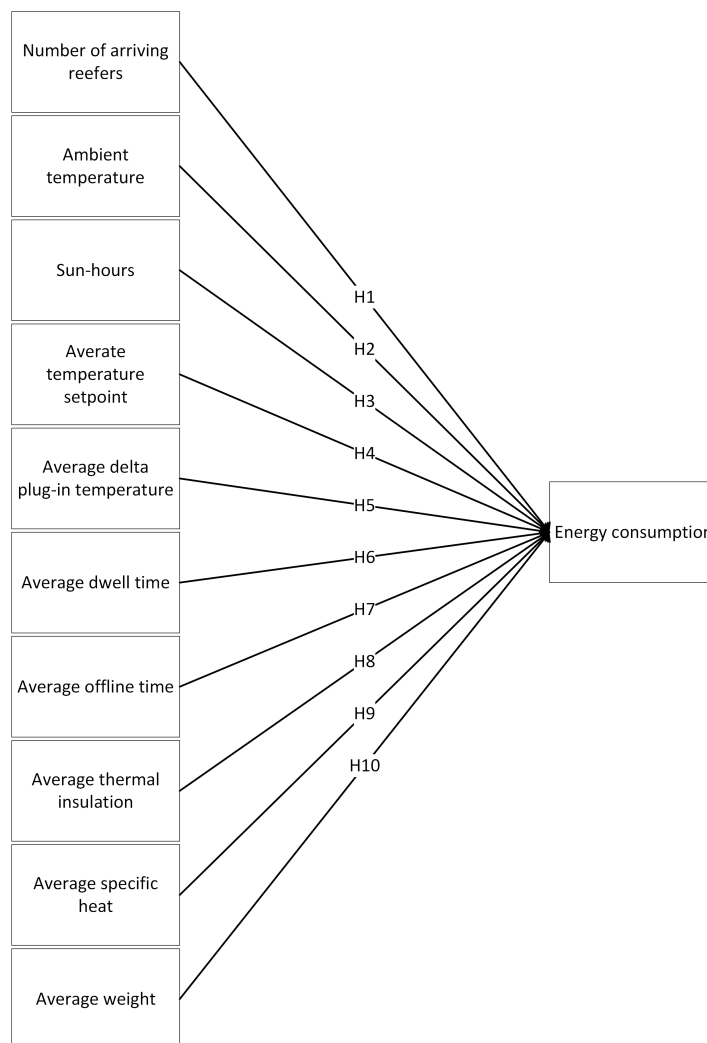 Number of arriving
reefers
Ambient
temperature
Sun-hours
Averate
temperature
setpoint
Average delta
plug-in temperature
Average dwell time
Average offline time
Average thermal
insulation
Average specific
heat
Average weight
H1
H2
H3
H4
H5
H6
H7
H8
H9
H10
Energy consumption